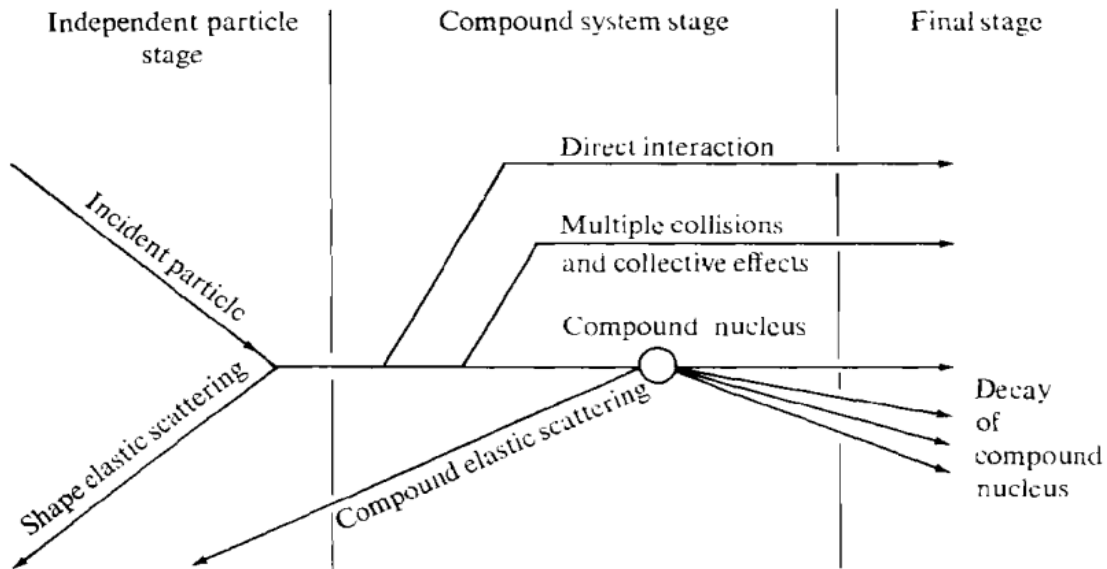 Independent particle
stage
Compound system stage
Final stage
Direct interaction
Incident particle
Multiple collisions
and collective effects
Compound nucleus
Shape elastic scattering
Compound elastic scattering
Decay
of
compound
nucleus